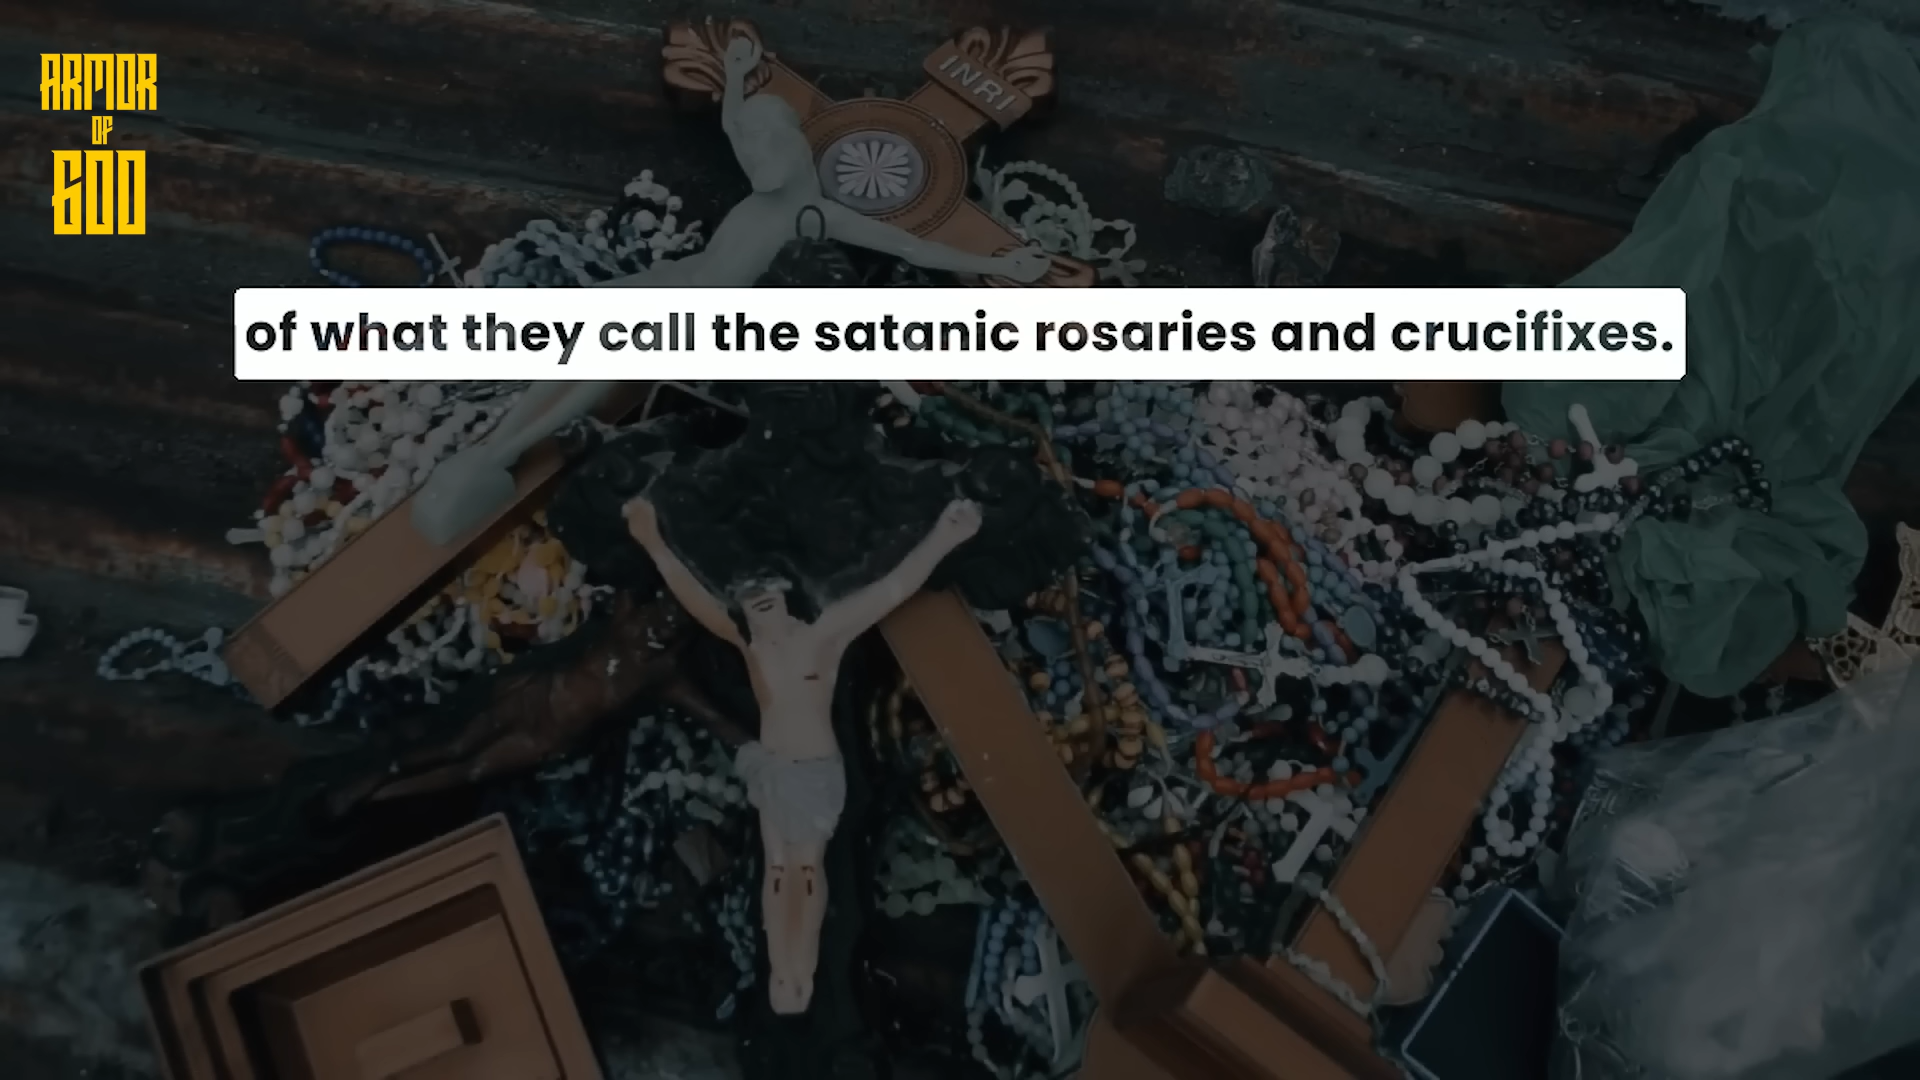 ARMOR
OF
GOD
INRI
of what they call the satanic rosaries and crucifixes.